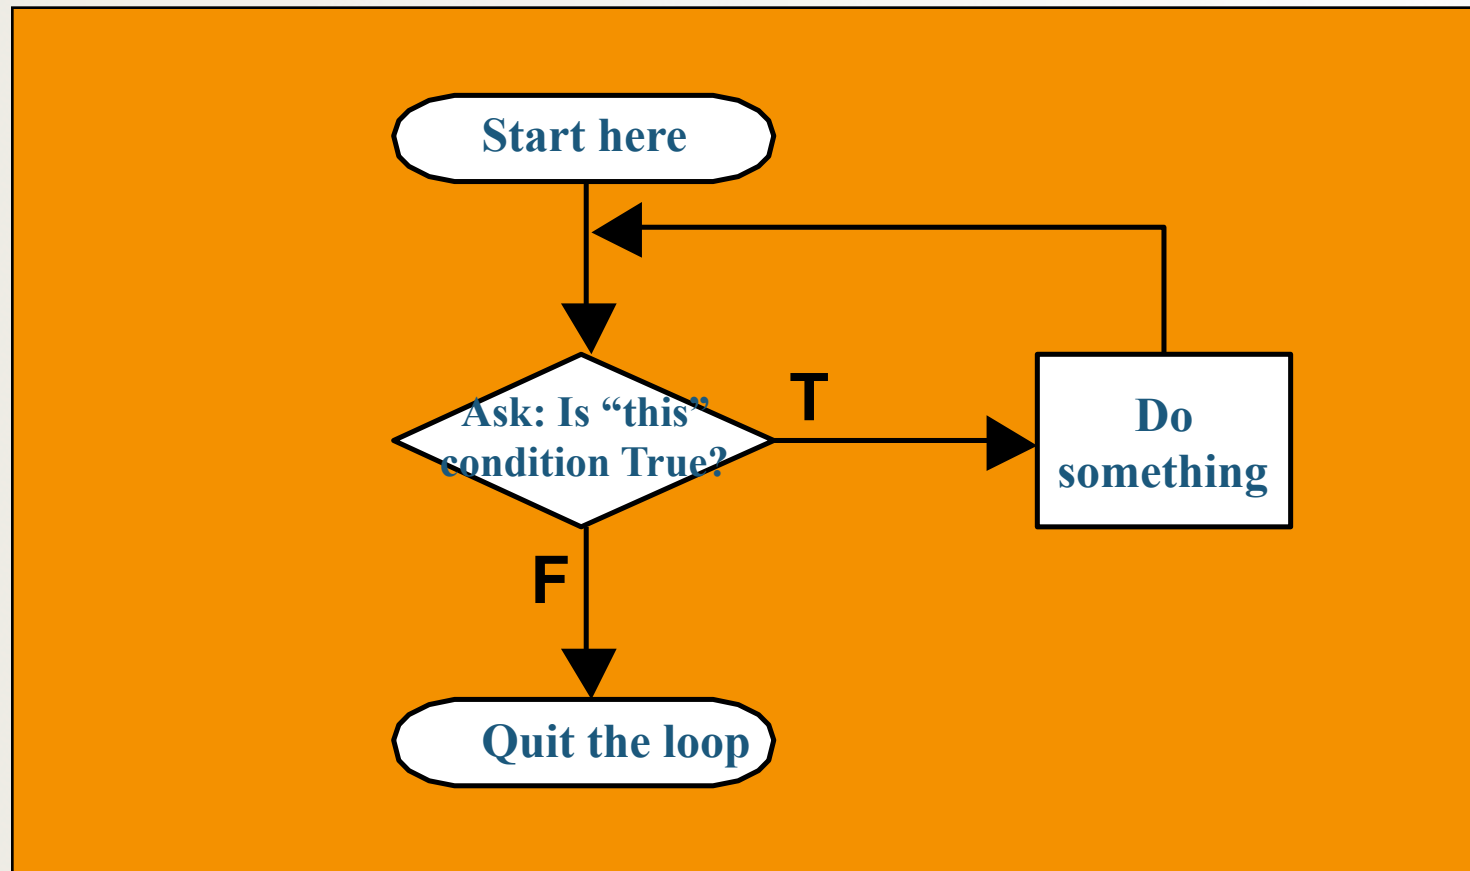 Start here
Ask: Is “this”
condition True?
T
Do
something
F
Quit the loop